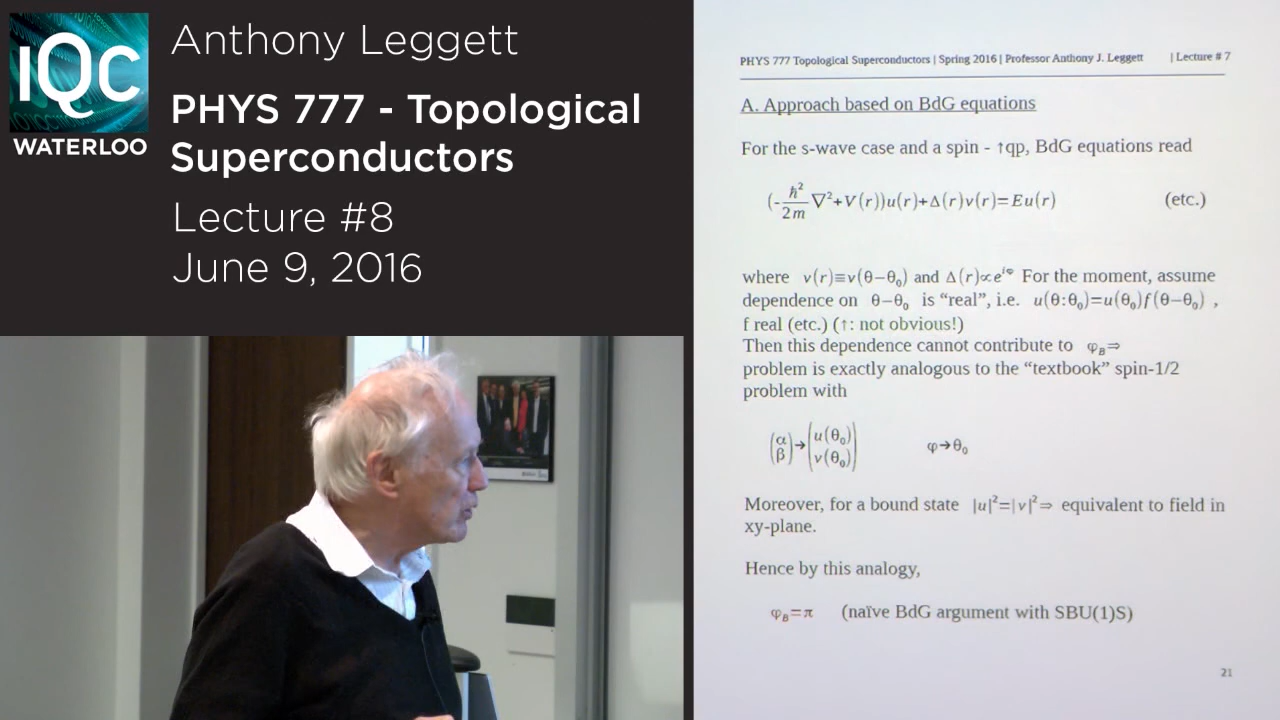 IQC
WATERLOO
Anthony Leggett
PHYS 777 - Topological
Superconductors
Lecture #8
June 9, 2016
PHYS 777 Topological Superconductors | Spring 2016 | Professor Anthony J. Leggett | Lecture # 7
A. Approach based on BdG equations
For the s-wave case and a spin - ↑qp, BdG equations read
(-ħ²/2m ∇²+V(r))u(r)+Δ(r)v(r)=Eu(r) (etc.)
where v(r)≡v(θ−θ₀) and Δ(r)∝e^{iφ} For the moment, assume
dependence on θ−θ₀ is “real”, i.e. u(θ:θ₀)=u(θ₀)f(θ−θ₀) ,
f real (etc.) (↑: not obvious!)
Then this dependence cannot contribute to φ_B⇒
problem is exactly analogous to the “textbook” spin-1/2
problem with
(α β)→(u(θ₀) v(θ₀)) φ→θ₀
Moreover, for a bound state |u|²=|v|²⇒ equivalent to field in
xy-plane.
Hence by this analogy,
φ_B=π (naïve BdG argument with SBU(1)S)
21